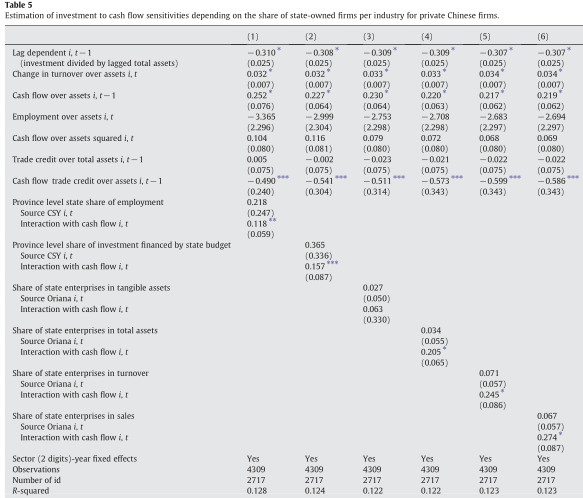 Table 5
Estimation of investment to cash flow sensitivities depending on the share of state-owned firms per industry for private Chinese firms.
(1) (2) (3) (4) (5) (6)
Lag dependent i, t − 1 −0.310* −0.308* −0.309* −0.309* −0.307* −0.307*
(investment divided by lagged total assets) (0.025) (0.025) (0.025) (0.025) (0.025) (0.025)
Change in turnover over assets i, t 0.032* 0.032* 0.033* 0.033* 0.034* 0.034*
(0.007) (0.007) (0.007) (0.007) (0.007) (0.007)
Cash flow over assets i, t − 1 0.252* 0.227* 0.230* 0.220* 0.217* 0.219*
(0.076) (0.064) (0.064) (0.063) (0.062) (0.062)
Employment over assets i, t −3.365 −2.999 −2.753 −2.708 −2.683 −2.694
(2.296) (2.304) (2.298) (2.298) (2.297) (2.297)
Cash flow over assets squared i, t 0.104 0.116 0.079 0.072 0.068 0.069
(0.080) (0.081) (0.080) (0.080) (0.080) (0.080)
Trade credit over total assets i, t − 1 0.005 −0.002 −0.023 −0.021 −0.022 −0.022
(0.075) (0.075) (0.075) (0.075) (0.075) (0.075)
Cash flow trade credit over assets i, t − 1 −0.490*** −0.541*** −0.511*** −0.573*** −0.599*** −0.586***
(0.240) (0.304) (0.314) (0.343) (0.343) (0.343)
Province level state share of employment 0.218
Source CSY i, t (0.247)
Interaction with cash flow i, t 0.118**
(0.059)
Province level share of investment financed by state budget 0.365
Source CSY i, t (0.336)
Interaction with cash flow i, t 0.157***
(0.087)
Share of state enterprises in tangible assets 0.027
Source Oriana i, t (0.050)
Interaction with cash flow i, t 0.063
(0.330)
Share of state enterprises in total assets 0.034
Source Oriana i, t (0.055)
Interaction with cash flow i, t 0.205*
(0.065)
Share of state enterprises in turnover 0.071
Source Oriana i, t (0.057)
Interaction with cash flow i, t 0.245*
(0.086)
Share of state enterprises in sales 0.067
Source Oriana i, t (0.057)
Interaction with cash flow i, t 0.274*
(0.087)
Sector (2 digits)-year fixed effects Yes Yes Yes Yes Yes Yes
Observations 4309 4309 4309 4309 4309 4309
Number of id 2717 2717 2717 2717 2717 2717
R-squared 0.128 0.124 0.122 0.122 0.123 0.123